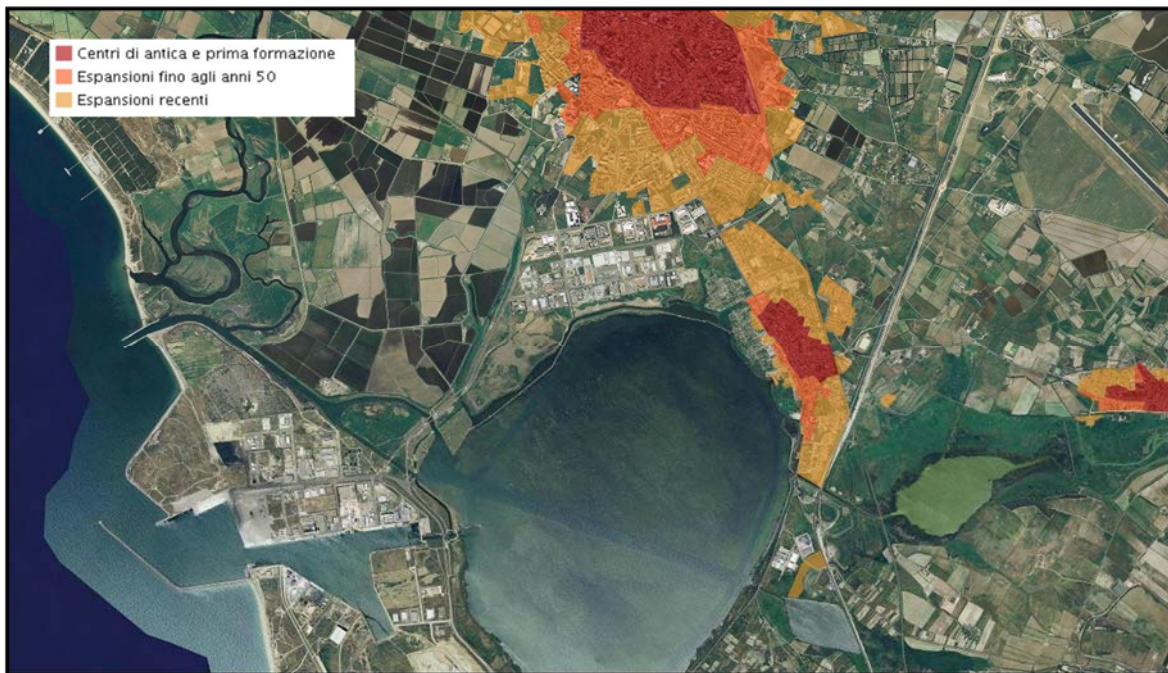 Centri di antica e prima formazione
Espansioni fino agli anni 50
Espansioni recenti